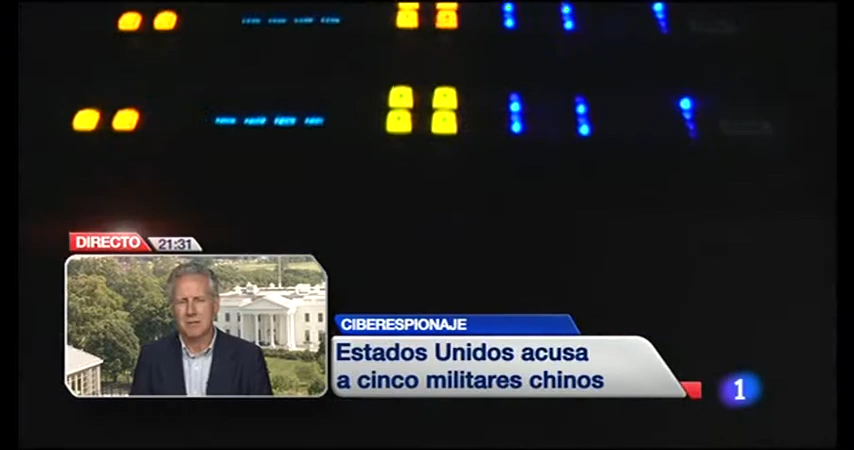 DIRECTO 21:31
CIBERESPIONAJE
Estados Unidos acusa
a cinco militares chinos
1